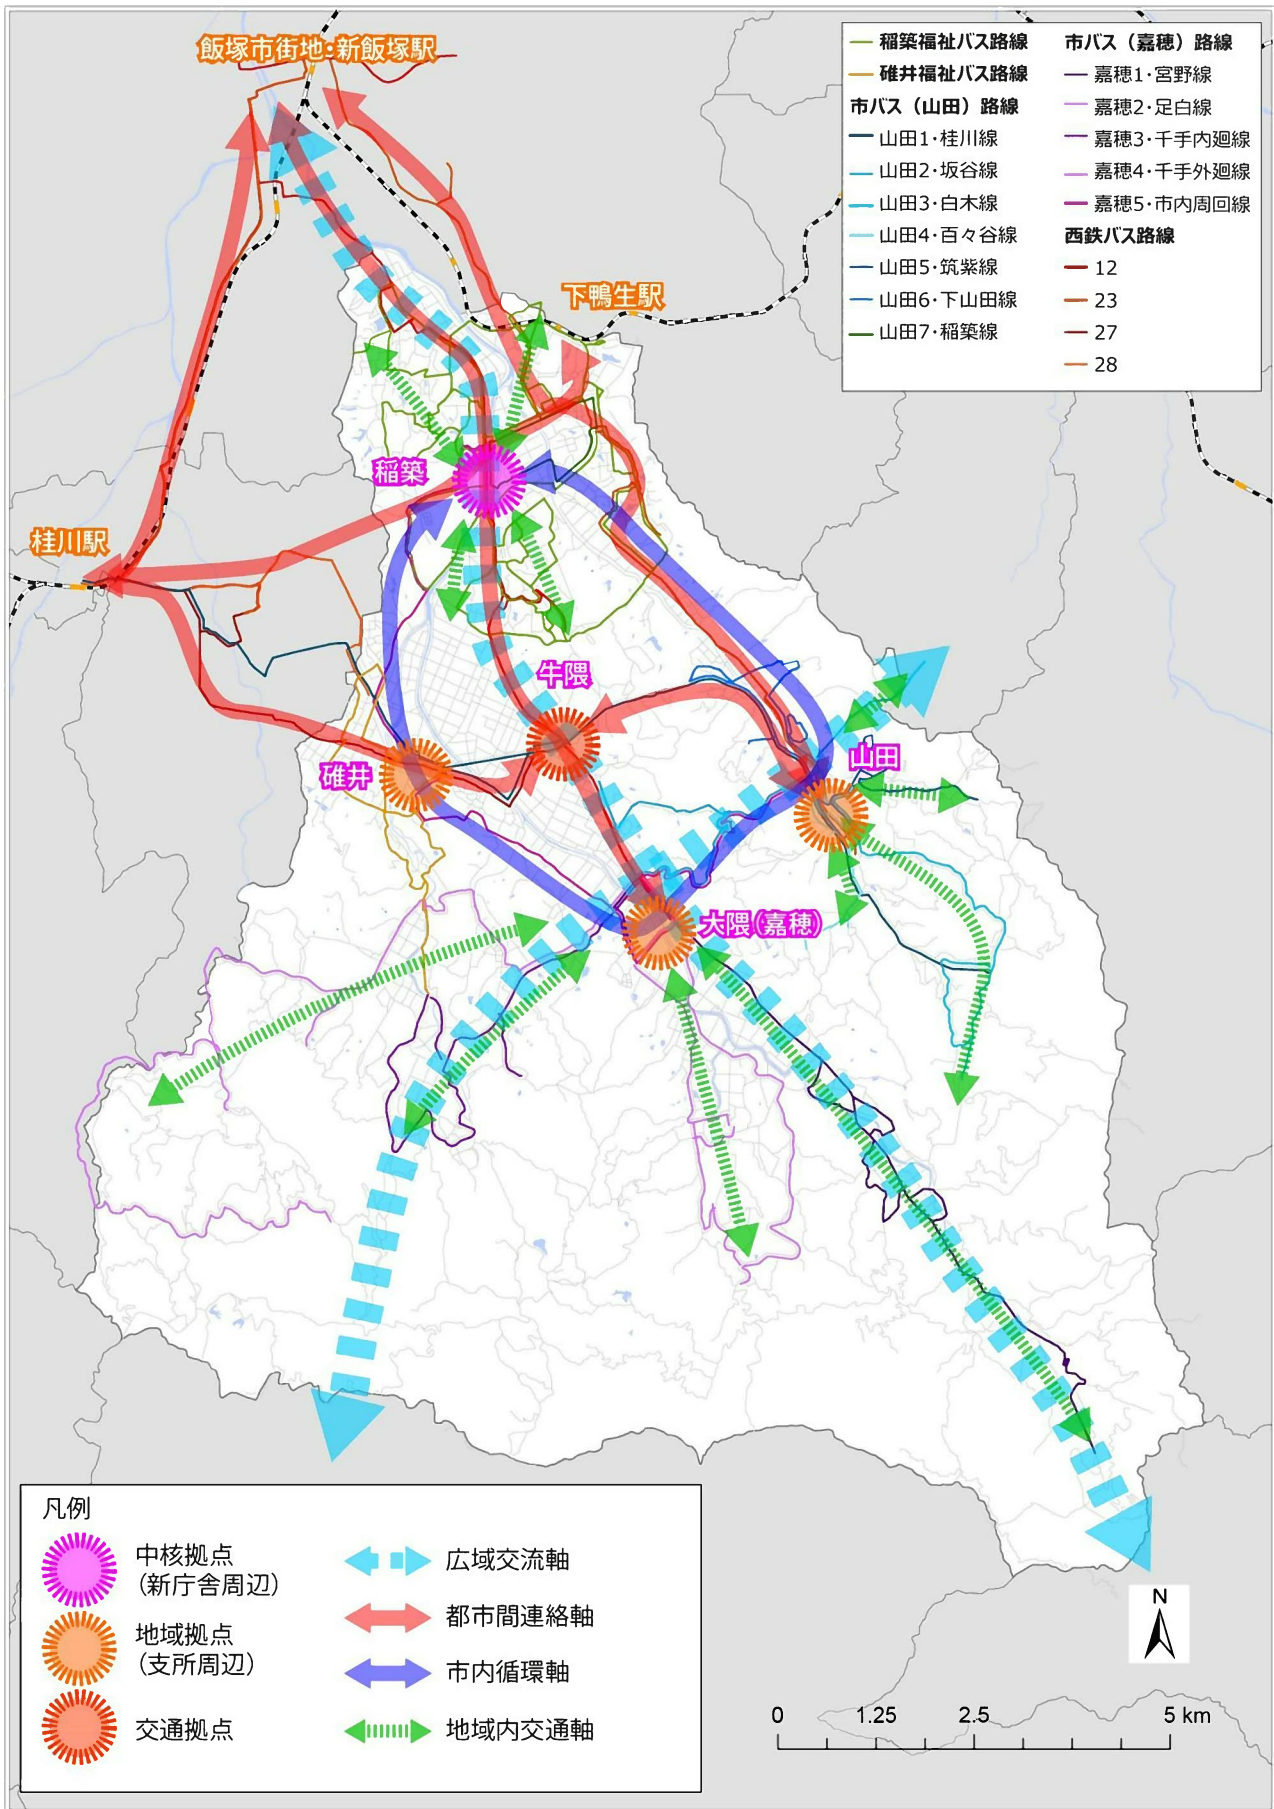 飯塚市街地・新飯塚駅
下鴨生駅
稲築
桂川駅
牛隈
碓井
山田
大隈(嘉穂)
稲築福祉バス路線
碓井福祉バス路線
市バス（山田）路線
山田1・桂川線
山田2・坂谷線
山田3・白木線
山田4・百々谷線
山田5・筑紫線
山田6・下山田線
山田7・稲築線
市バス（嘉穂）路線
嘉穂1・宮野線
嘉穂2・足白線
嘉穂3・千手内廻線
嘉穂4・千手外廻線
嘉穂5・市内周回線
西鉄バス路線
12
23
27
28
凡例
中核拠点
（新庁舎周辺）
地域拠点
（支所周辺）
交通拠点
広域交流軸
都市間連絡軸
市内循環軸
地域内交通軸
N
0 1.25 2.5 5 km